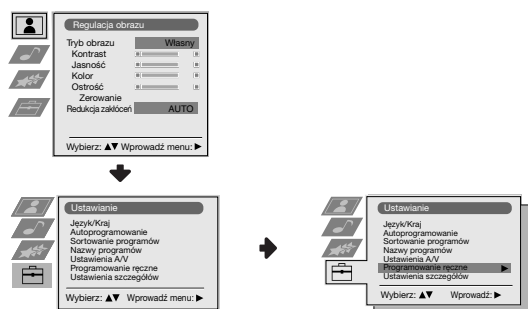 Regulacja obrazu
Tryb obrazu Własny
Kontrast
Jasność
Kolor
Ostrość
Zerowanie
Redukcja zakłóceń AUTO
Wybierz: ▲▼ Wprowadź menu: ▶
Ustawianie
Język/Kraj
Autoprogramowanie
Sortowanie programów
Nazwy programów
Ustawienia A/V
Programowanie ręczne
Ustawienia szczegółów
Wybierz: ▲▼ Wprowadź menu: ▶
Ustawianie
Język/Kraj
Autoprogramowanie
Sortowanie programów
Nazwy programów
Ustawienia A/V
Programowanie ręczne ▶
Ustawienia szczegółów
Wybierz: ▲▼ Wprowadź: ▶